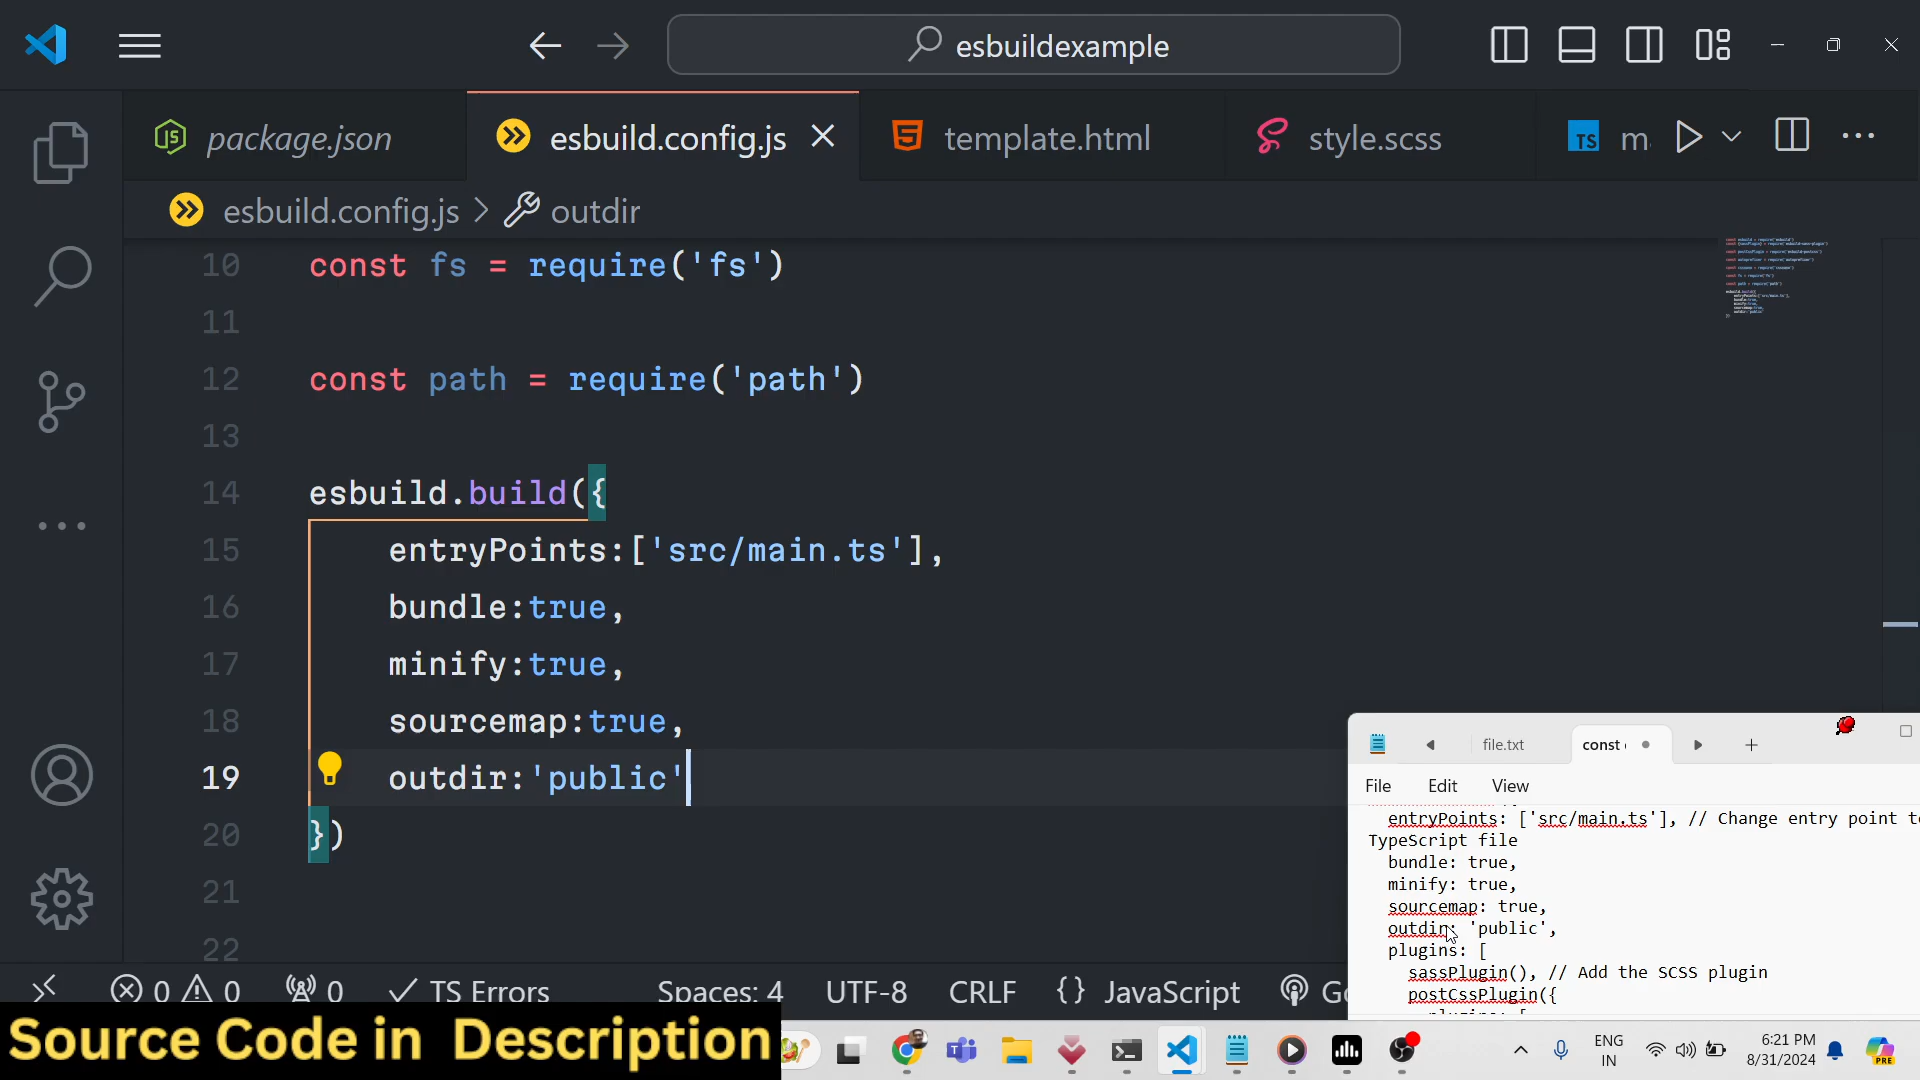 esbuildexample
package.json
esbuild.config.js
template.html
style.scss
TS m
esbuild.config.js > outdir
10 const fs = require('fs')
11
12 const path = require('path')
13
14 esbuild.build({
15 entryPoints:['src/main.ts'],
16 bundle:true,
17 minify:true,
18 sourcemap:true,
19 outdir:'public'
20 })
21
22
file.txt
const
File Edit View
entryPoints: ['src/main.ts'], // Change entry point
TypeScript file
bundle: true,
minify: true,
sourcemap: true,
outdir: 'public',
plugins: [
sassPlugin(), // Add the SCSS plugin
postCssPlugin({
plugins: [
0 0 0 TS Errors Spaces: 4 UTF-8 CRLF {} JavaScript
Source Code in Description
ENG
IN
6:21 PM
8/31/2024
PRE